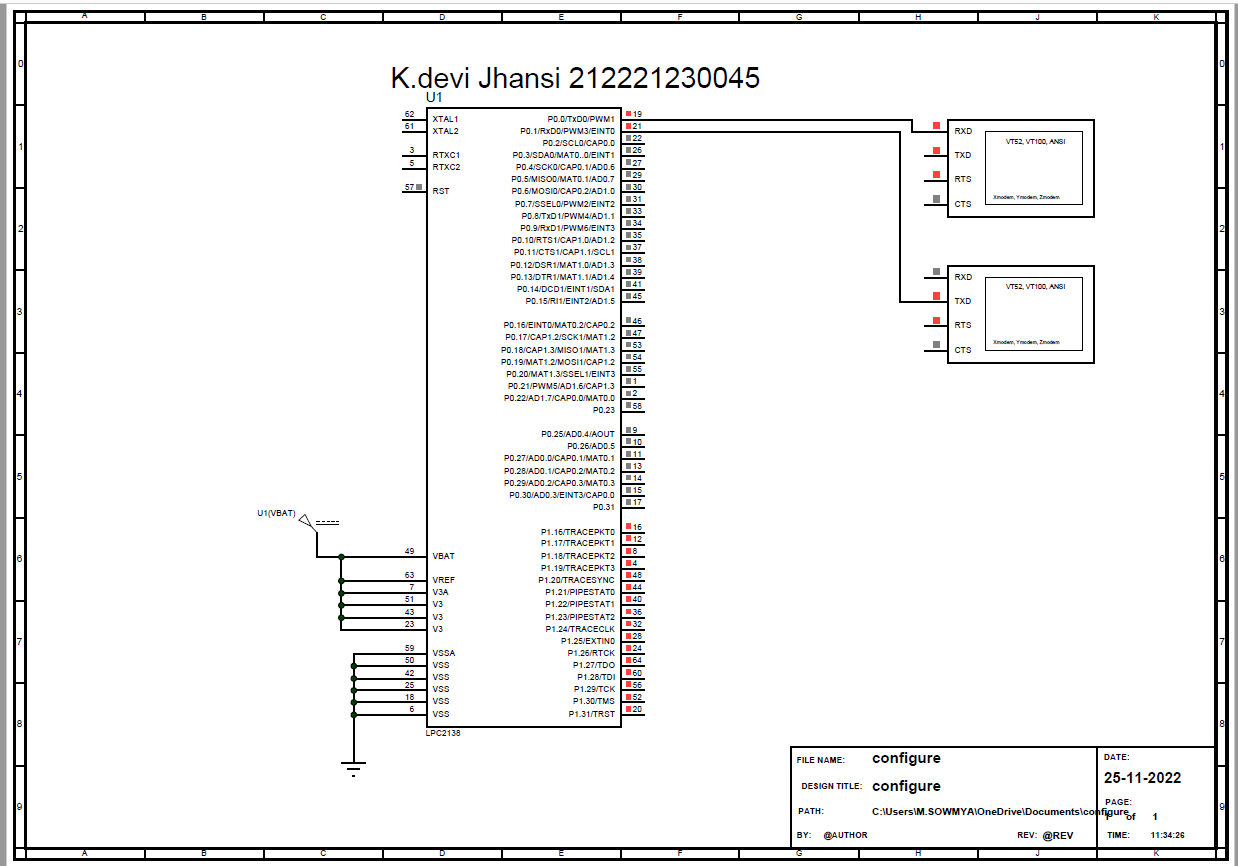 A B C D E F G H J K
K.devi Jhansi 212221230045
U1
62 XTAL1
61 XTAL2
3 RTXC1
5 RTXC2
57 RST
P0.0/TxD0/PWM1 19
P0.1/RxD0/PWM3/EINT0 21
P0.2/SCL0/CAP0.0 22
P0.3/SDA0/MAT0..0/EINT1 26
P0.4/SCK0/CAP0.1/AD0.6 27
P0.5/MISO0/MAT0.1/AD0.7 29
P0.6/MOSI0/CAP0.2/AD1.0 30
P0.7/SSEL0/PWM2/EINT2 31
P0.8/TxD1/PWM4/AD1.1 33
P0.9/RxD1/PWM6/EINT3 34
P0.10/RTS1/CAP1.0/AD1.2 35
P0.11/CTS1/CAP1.1/SCL1 37
P0.12/DSR1/MAT1.0/AD1.3 38
P0.13/DTR1/MAT1.1/AD1.4 39
P0.14/DCD1/EINT1/SDA1 41
P0.15/RI1/EINT2/AD1.5 45
P0.16/EINT0/MAT0.2/CAP0.2 46
P0.17/CAP1.2/SCK1/MAT1.2 47
P0.18/CAP1.3/MISO1/MAT1.3 53
P0.19/MAT1.2/MOSI1/CAP1.2 54
P0.20/MAT1.3/SSEL1/EINT3 55
P0.21/PWM5/AD1.6/CAP1.3 1
P0.22/AD1.7/CAP0.0/MAT0.0 2
P0.23 58
P0.25/AD0.4/AOUT 9
P0.26/AD0.5 10
P0.27/AD0.0/CAP0.1/MAT0.1 11
P0.28/AD0.1/CAP0.2/MAT0.2 13
P0.29/AD0.2/CAP0.3/MAT0.3 14
P0.30/AD0.3/EINT3/CAP0.0 15
P0.31 17
P1.16/TRACEPKT0 16
P1.17/TRACEPKT1 12
P1.18/TRACEPKT2 8
P1.19/TRACEPKT3 4
P1.20/TRACESYNC 48
P1.21/PIPESTAT0 44
P1.22/PIPESTAT1 40
P1.23/PIPESTAT2 36
P1.24/TRACECLK 32
P1.25/EXTIN0 28
P1.26/RTCK 24
P1.27/TDO 64
P1.28/TDI 60
P1.29/TCK 56
P1.30/TMS 52
P1.31/TRST 20
U1(VBAT)
49 VBAT
63 VREF
7 V3A
51 V3
43 V3
23 V3
59 VSSA
50 VSS
42 VSS
25 VSS
18 VSS
6 VSS
LPC2138
RXD
TXD
RTS
CTS
VT52, VT100, ANSI
Xmodem, Ymodem, Zmodem
RXD
TXD
RTS
CTS
VT52, VT100, ANSI
Xmodem, Ymodem, Zmodem
0 0
1 1
2 2
3 3
4 4
5 5
6 6
7 7
8 8
9 9
FILE NAME: configure
DESIGN TITLE: configure
PATH: C:\Users\M.SOWMYA\OneDrive\Documents\configure
BY: @AUTHOR REV: @REV
DATE:
25-11-2022
PAGE:
1 of 1
TIME: 11:34:26
A B C D E F G H J K